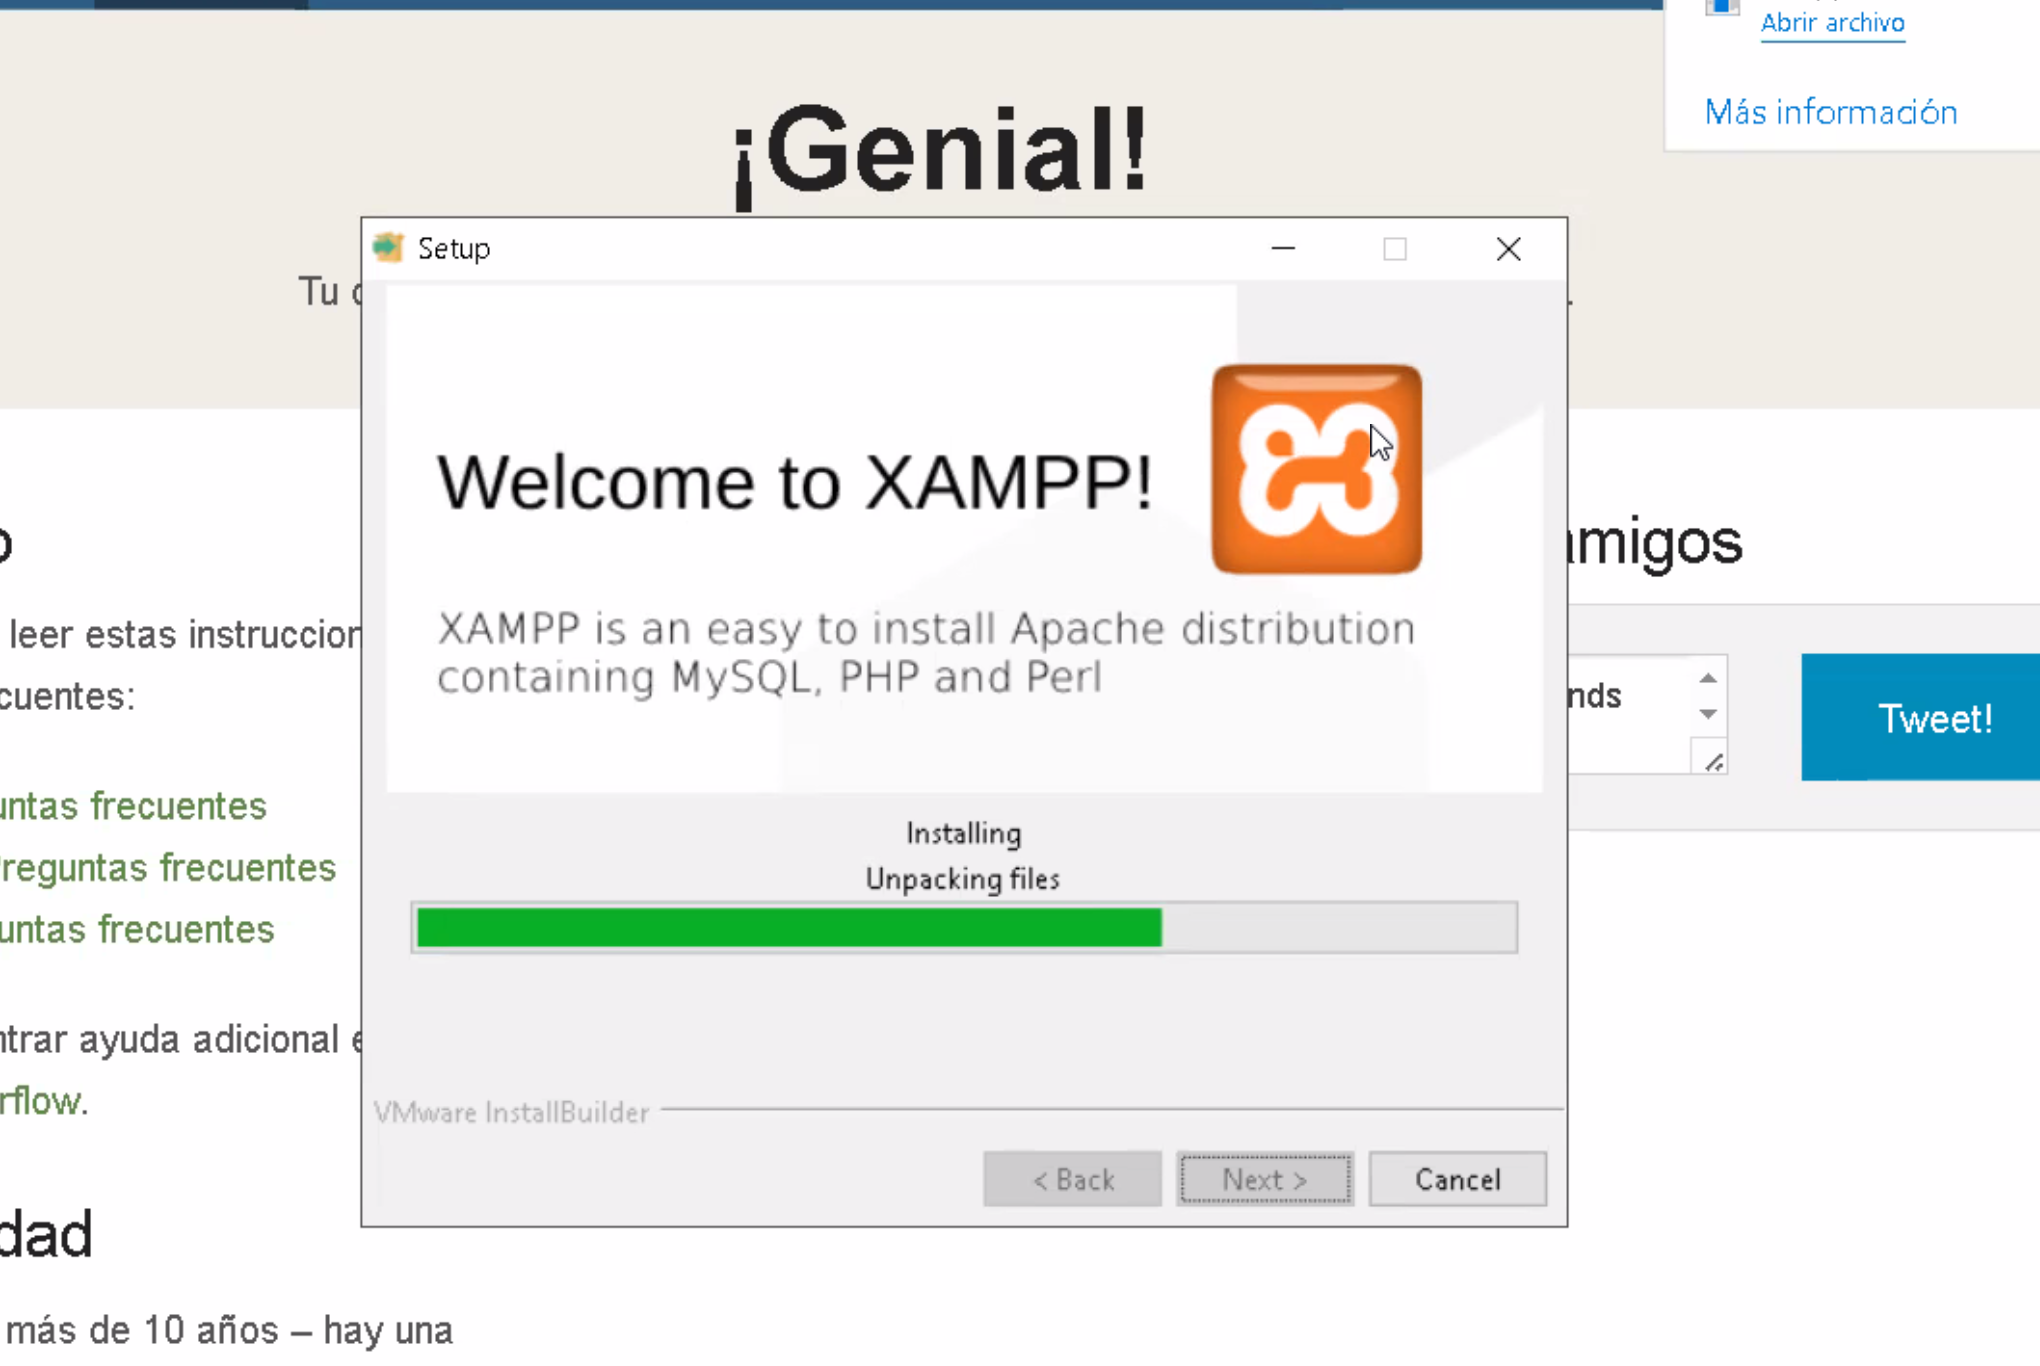 Abrir archivo
Más información
¡Genial!
Setup
Tu
Welcome to XAMPP!
XAMPP is an easy to install Apache distribution
containing MySQL, PHP and Perl
amigos
leer estas instruccion
cuentes:
nds
Tweet!
untas frecuentes
Preguntas frecuentes
untas frecuentes
Installing
Unpacking files
ntrar ayuda adicional e
rflow.
VMware InstallBuilder
< Back
Next >
Cancel
dad
más de 10 años – hay una